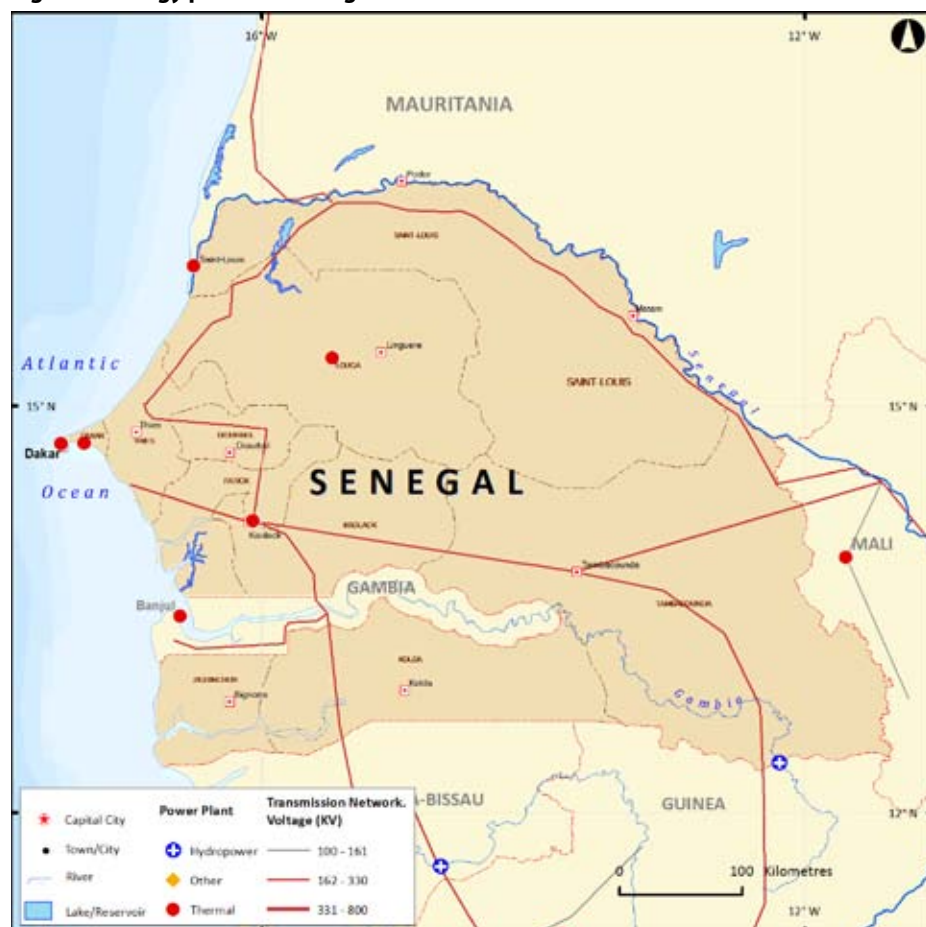 16° W
12° W
MAURITANIA
Podor
SAINT-LOUIS
Saint-Louis
Matam
Linguere
LOUGA
Senegal
SAINT-LOUIS
Atlantic
15° N
15° N
Thies
THIES
DIOURBEL
Diourbel
DAKAR
Dakar
SENEGAL
Ocean
FATICK
KAOLACK
Kaolack
MALI
Tambacounda
GAMBIA
Banjul
TAMBACOUNDA
KOLDA
ZIGUINCHOR
Kolda
Bignona
Gambia
A-BISSAU
GUINEA
12° N
12° W
0 100 Kilometres
Capital City
Town/City
River
Lake/Reservoir
Power Plant
Hydropower
Other
Thermal
Transmission Network.
Voltage (KV)
100 - 161
162 - 330
331 - 800